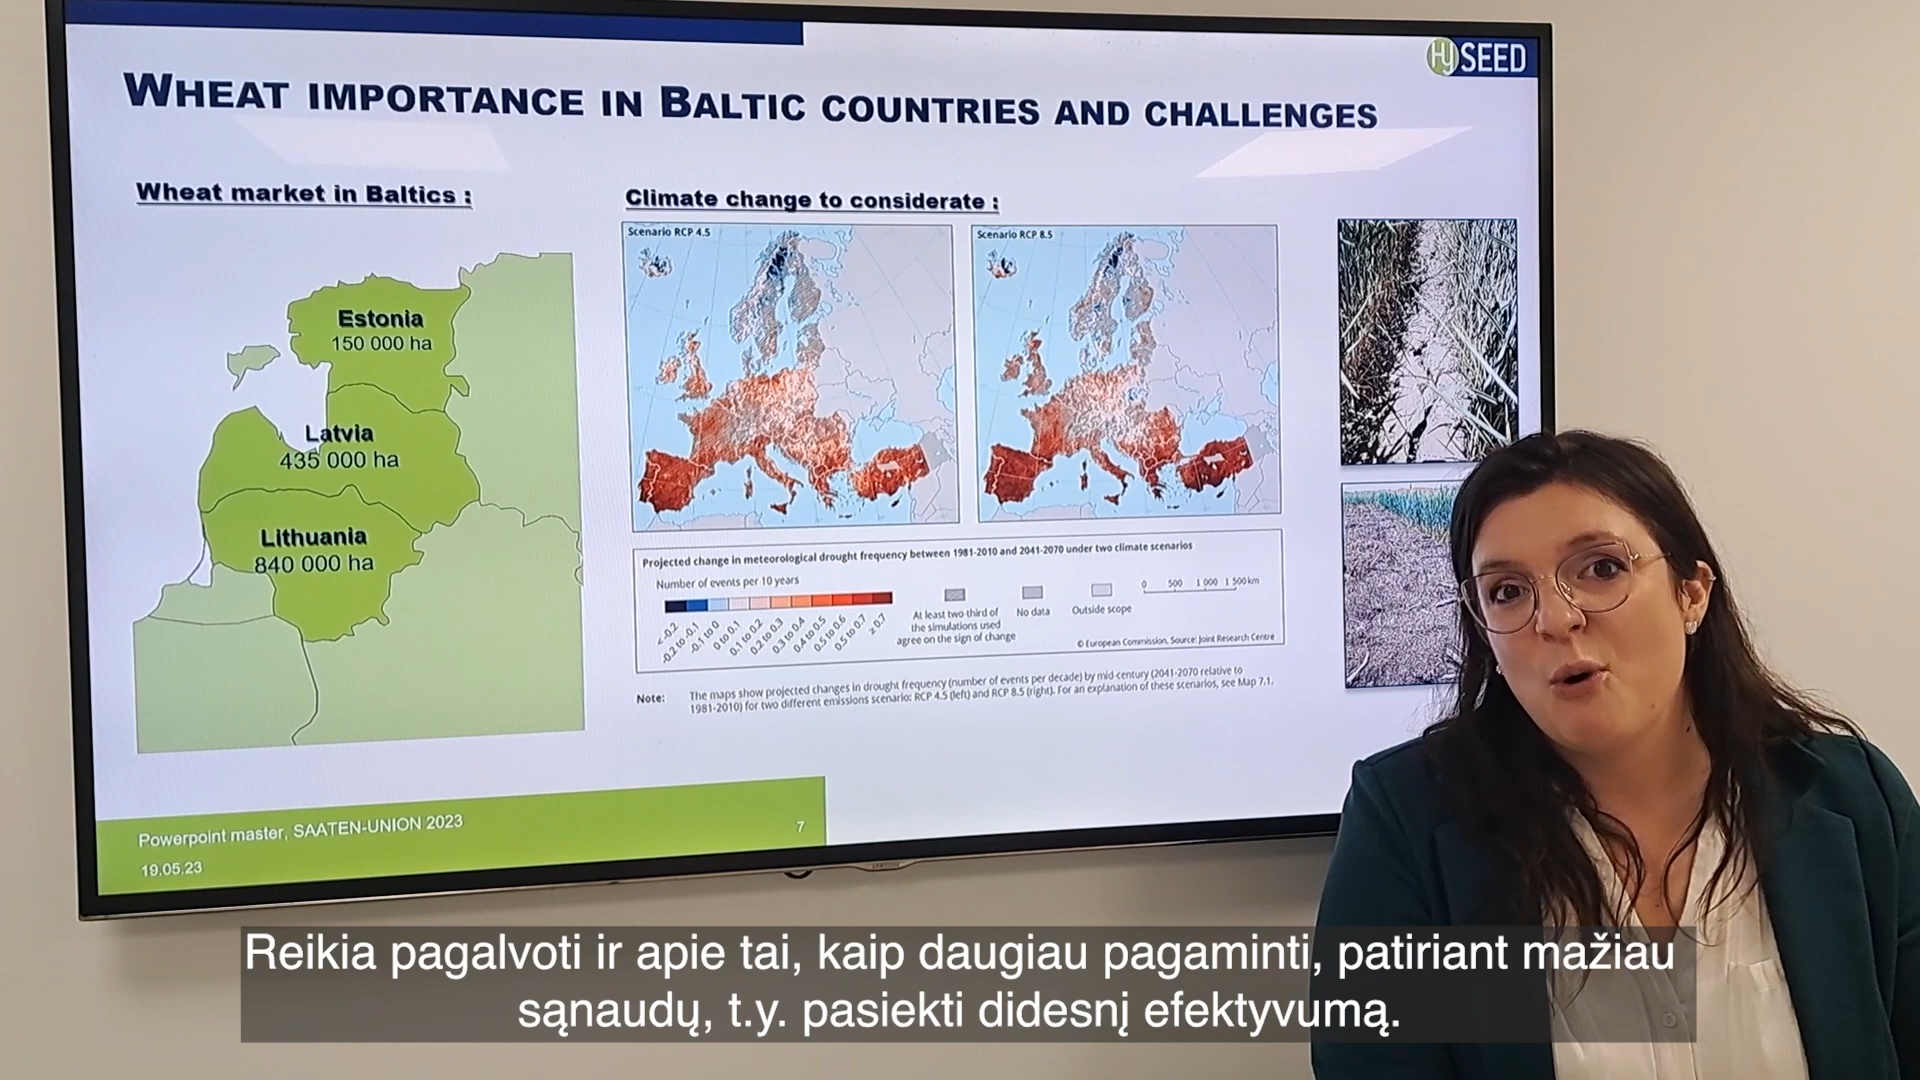 HySEED
WHEAT IMPORTANCE IN BALTIC COUNTRIES AND CHALLENGES
Wheat market in Baltics :
Estonia
150 000 ha
Latvia
435 000 ha
Lithuania
840 000 ha
Climate change to considerate :
Scenario RCP 4.5
Scenario RCP 8.5
Projected change in meteorological drought frequency between 1981-2010 and 2041-2070 under two climate scenarios
Number of events per 10 years
<-0.2
-0.2 to -0.1
-0.1 to 0
0 to 0.1
0.1 to 0.2
0.2 to 0.3
0.3 to 0.4
0.4 to 0.5
0.5 to 0.6
0.5 to 0.7
≥ 0.7
At least two third of
the simulations used
agree on the sign of change
No data
Outside scope
0 500 1 000 1 500 km
© European Commission, Source: Joint Research Centre
Note: The maps show projected changes in drought frequency (number of events per decade) by mid century (2041-2070 relative to
1981-2010) for two different emissions scenario: RCP 4.5 (left) and RCP 8.5 (right). For an explanation of these scenarios, see Map 7.1.
Powerpoint master, SAATEN-UNION 2023
7
19.05.23
SAMSUNG
Reikia pagalvoti ir apie tai, kaip daugiau pagaminti, patiriant mažiau
sąnaudų, t.y. pasiekti didesnį efektyvumą.